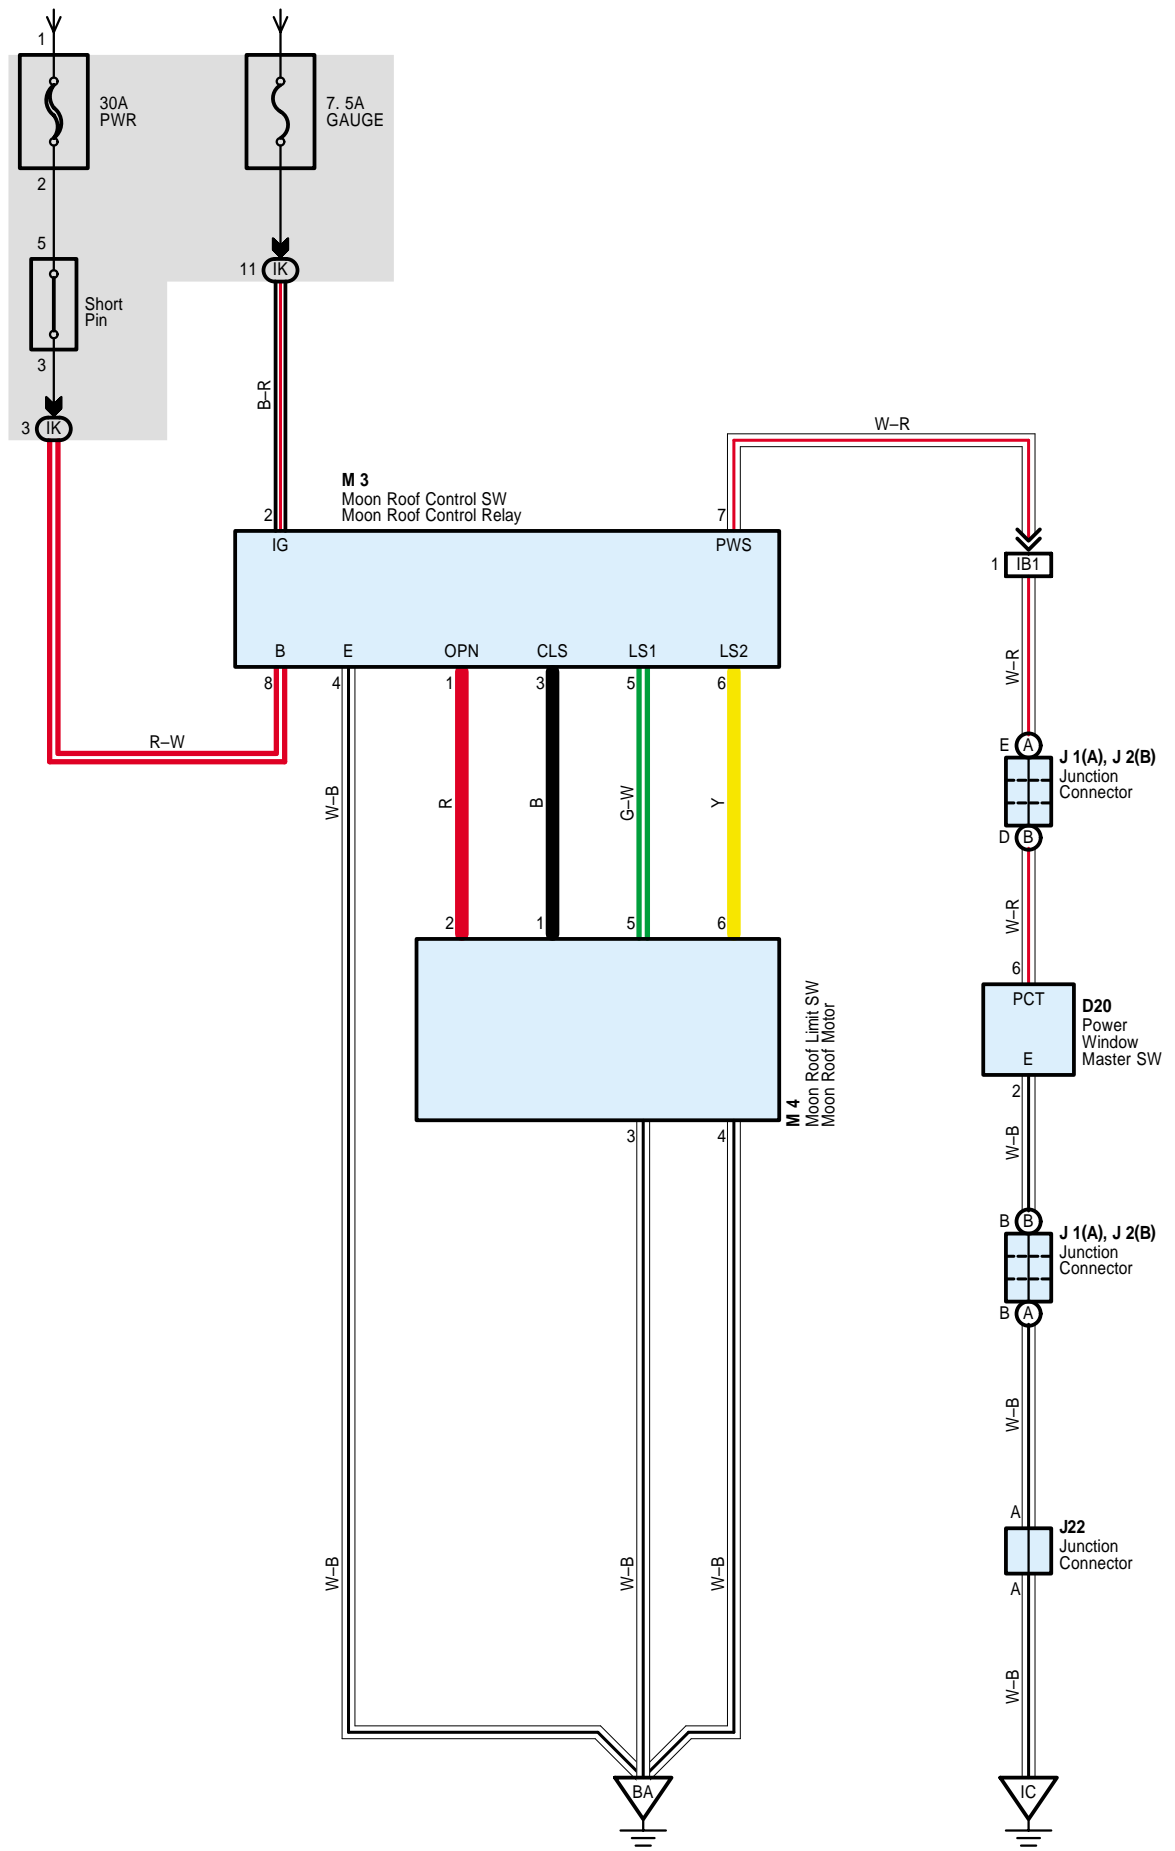 1
30A
PWR
7. 5A
GAUGE
2
5
11 IK
Short
Pin
3
3 IK
B–R
W–R
M 3
Moon Roof Control SW
Moon Roof Control Relay
2
7
IG
PWS
1 IB1
B
E
OPN
CLS
LS1
LS2
8
4
1
3
5
6
W–R
R–W
E A
J 1(A), J 2(B)
Junction
Connector
D B
W–B
R
B
G–W
Y
W–R
2
1
5
6
6
PCT
D20
Power
Window
Master SW
E
M 4
Moon Roof Limit SW
Moon Roof Motor
2
3
4
W–B
B B
J 1(A), J 2(B)
Junction
Connector
B A
W–B
A
J22
Junction
Connector
A
W–B
W–B
W–B
W–B
BA
IC